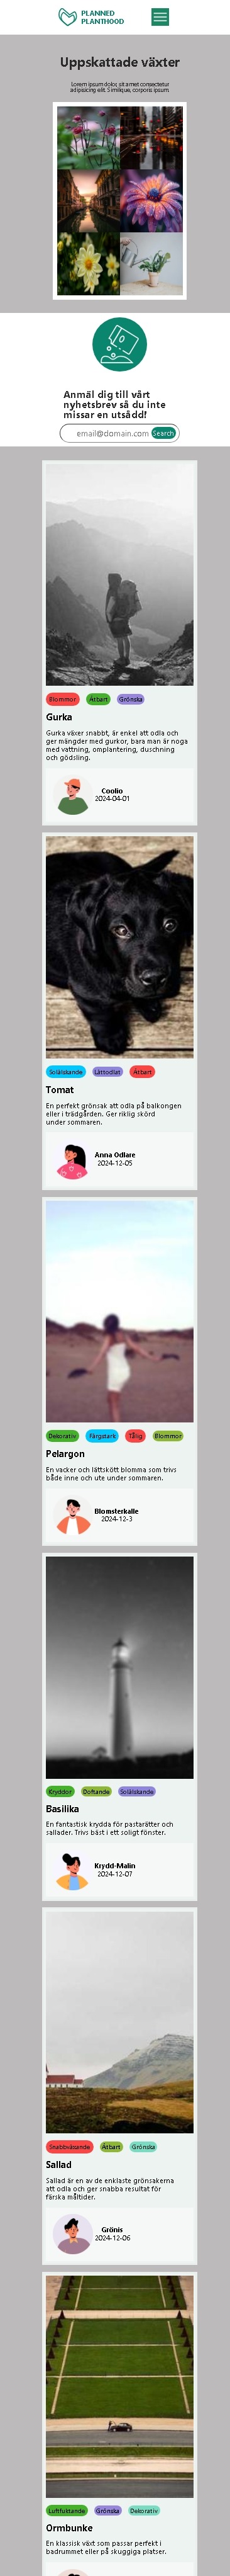 PLANNED
PLANTHOOD
Uppskattade växter
Lorem ipsum dolor, sit amet consectetur
adipisicing elit. Similique, corporis ipsum.
Anmäl dig till vårt
nyhetsbrev så du inte
missar en utsådd!
email@domain.com Search
Blommor Ätbart Grönska
Gurka
Gurka växer snabbt, är enkel att odla och
ger mängder med gurkor, bara man är noga
med vattning, omplantering, duschning
och gödsling.
Coolio
2024-04-01
Solälskande Lättodlat Ätbart
Tomat
En perfekt grönsak att odla på balkongen
eller i trädgården. Ger riklig skörd
under sommaren.
Anna Odlare
2024-12-05
Dekorativ Färgstark Tålig Blommor
Pelargon
En vacker och lättskött blomma som trivs
både inne och ute under sommaren.
Blomsterkalle
2024-12-3
Kryddor Doftande Solälskande
Basilika
En fantastisk krydda för pastarätter och
sallader. Trivs bäst i ett soligt fönster.
Krydd-Malin
2024-12-07
Snabbväxande Ätbart Grönska
Sallad
Sallad är en av de enklaste grönsakerna
att odla och ger snabba resultat för
färska måltider.
Grönis
2024-12-06
Luftfuktande Grönska Dekorativ
Ormbunke
En klassisk växt som passar perfekt i
badrummet eller på skuggiga platser.